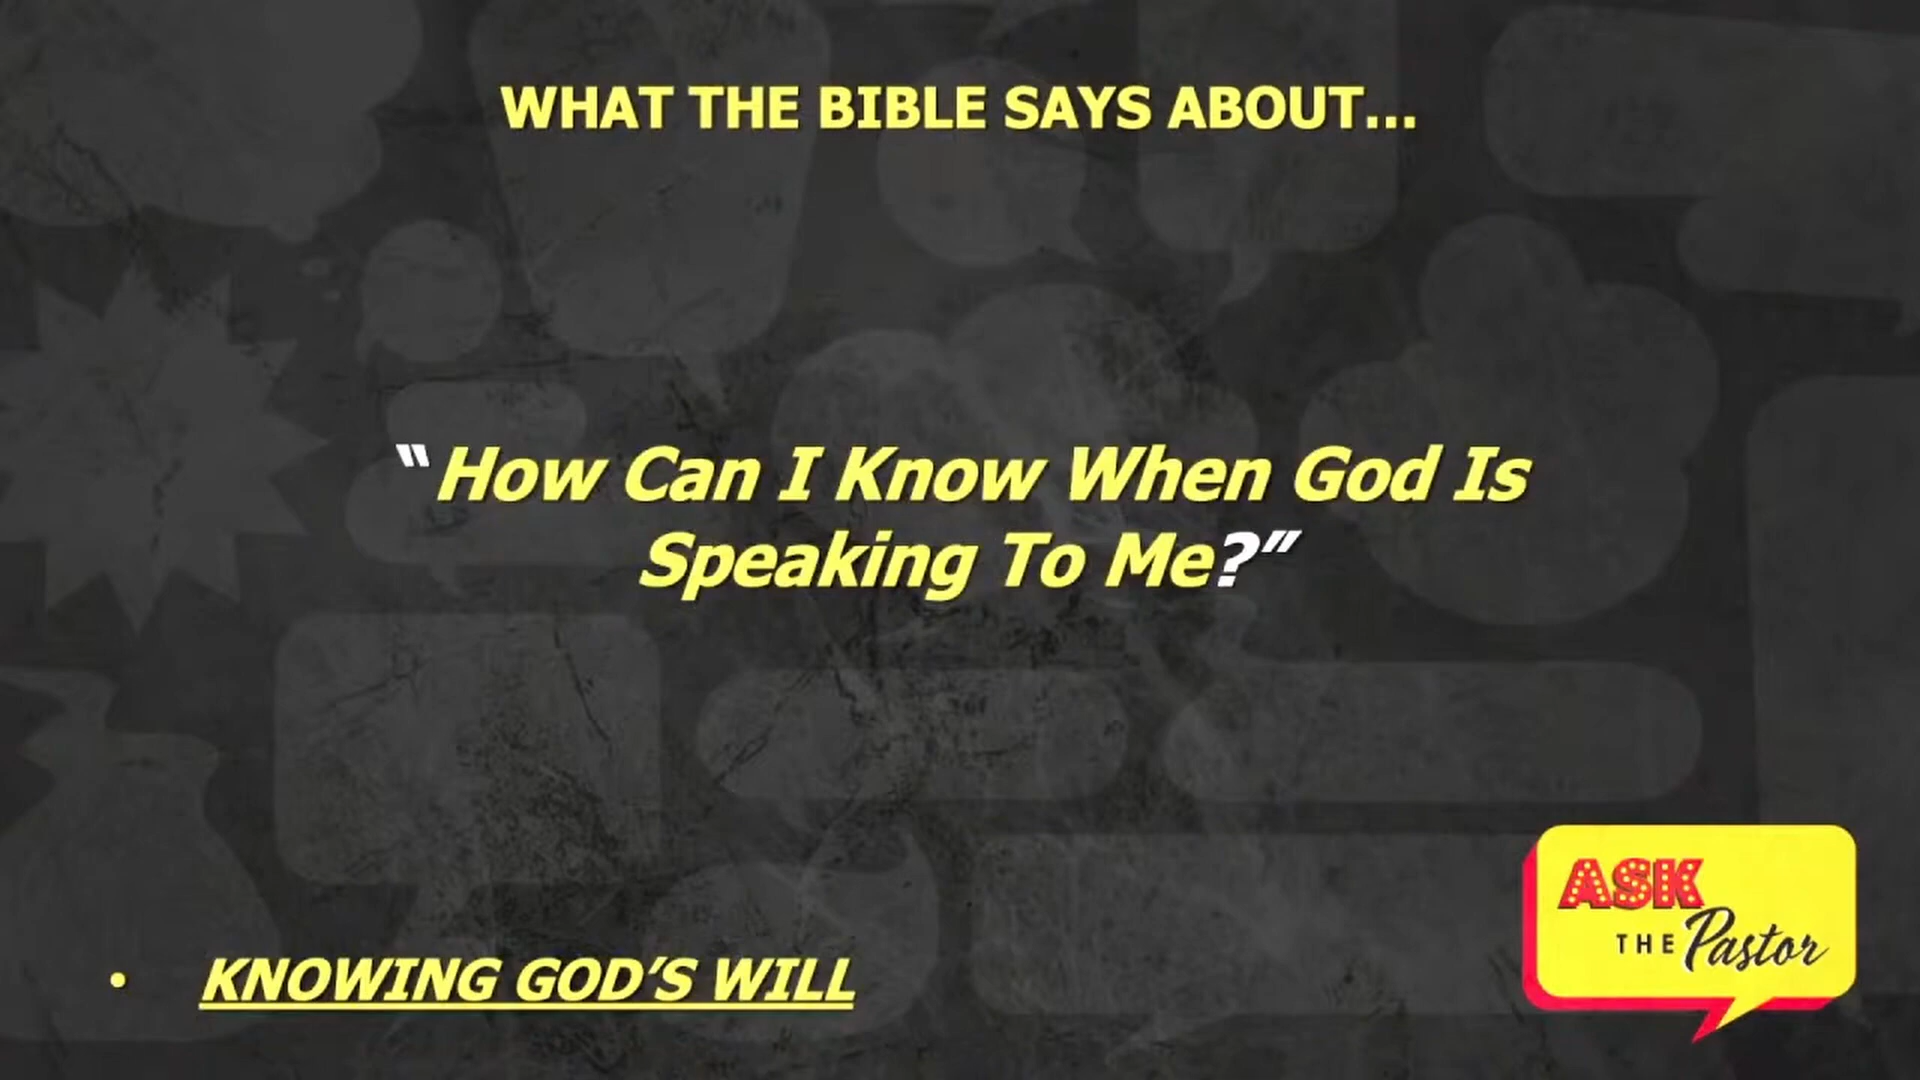 WHAT THE BIBLE SAYS ABOUT...
“How Can I Know When God Is
Speaking To Me?”
• KNOWING GOD’S WILL
ASK
THE Pastor